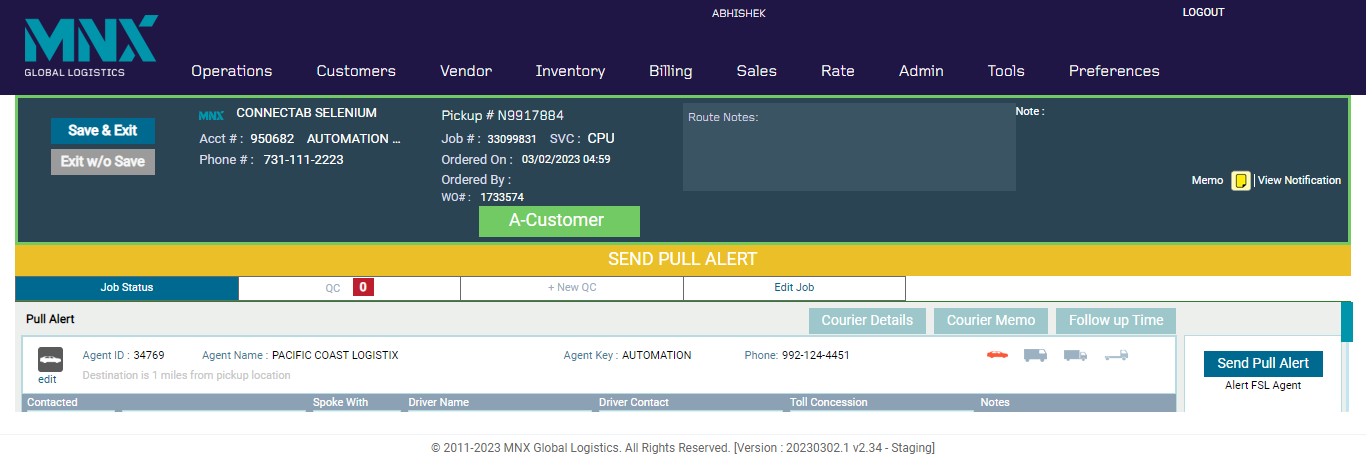 ABHISHEK LOGOUT
MNX
GLOBAL LOGISTICS
Operations Customers Vendor Inventory Billing Sales Rate Admin Tools Preferences
Save & Exit
Exit w/o Save
MNX CONNECTAB SELENIUM
Acct # : 950682 AUTOMATION ...
Phone # : 731-111-2223
Pickup # N9917884
Job # : 33099831 SVC : CPU
Ordered On : 03/02/2023 04:59
Ordered By :
WO# : 1733574
A-Customer
Route Notes:
Note :
Memo | View Notification
SEND PULL ALERT
Job Status QC 0 + New QC Edit Job
Pull Alert Courier Details Courier Memo Follow up Time
edit
Agent ID : 34769 Agent Name : PACIFIC COAST LOGISTIX Agent Key : AUTOMATION Phone: 992-124-4451
Destination is 1 miles from pickup location
Send Pull Alert
Alert FSL Agent
Contacted Spoke With Driver Name Driver Contact Toll Concession Notes
© 2011-2023 MNX Global Logistics. All Rights Reserved. [Version : 20230302.1 v2.34 - Staging]